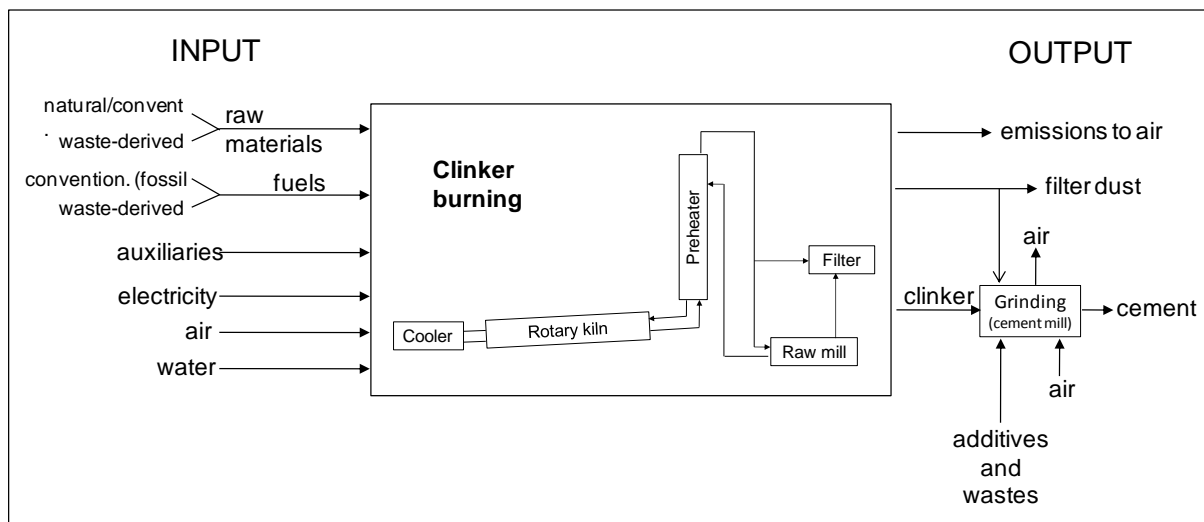 INPUT
OUTPUT
natural/convent
.
waste-derived
raw
materials
convention. (fossil
waste-derived
fuels
auxiliaries
electricity
air
water
Clinker
burning
Preheater
Filter
Cooler
Rotary kiln
Raw mill
emissions to air
filter dust
air
clinker
Grinding
(cement mill)
cement
air
additives
and
wastes